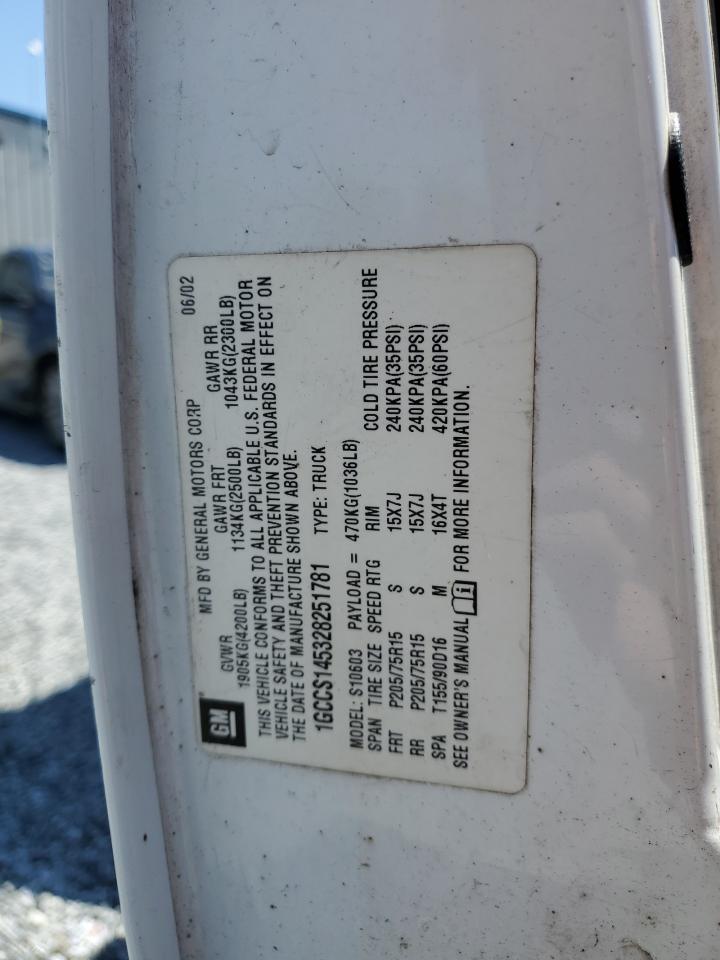 GM
MFD BY GENERAL MOTORS CORP 06/02
GVWR GAWR FRT GAWR RR
1905KG(4200LB) 1134KG(2500LB) 1043KG(2300LB)
THIS VEHICLE CONFORMS TO ALL APPLICABLE U.S. FEDERAL MOTOR
VEHICLE SAFETY AND THEFT PREVENTION STANDARDS IN EFFECT ON
THE DATE OF MANUFACTURE SHOWN ABOVE.
1GCCS145328251781 TYPE: TRUCK
MODEL: S10603 PAYLOAD = 470KG(1036LB)
SPAN TIRE SIZE SPEED RTG RIM COLD TIRE PRESSURE
FRT P205/75R15 S 15X7J 240KPA(35PSI)
RR P205/75R15 S 15X7J 240KPA(35PSI)
SPA T155/90D16 M 16X4T 420KPA(60PSI)
SEE OWNER'S MANUAL i FOR MORE INFORMATION.